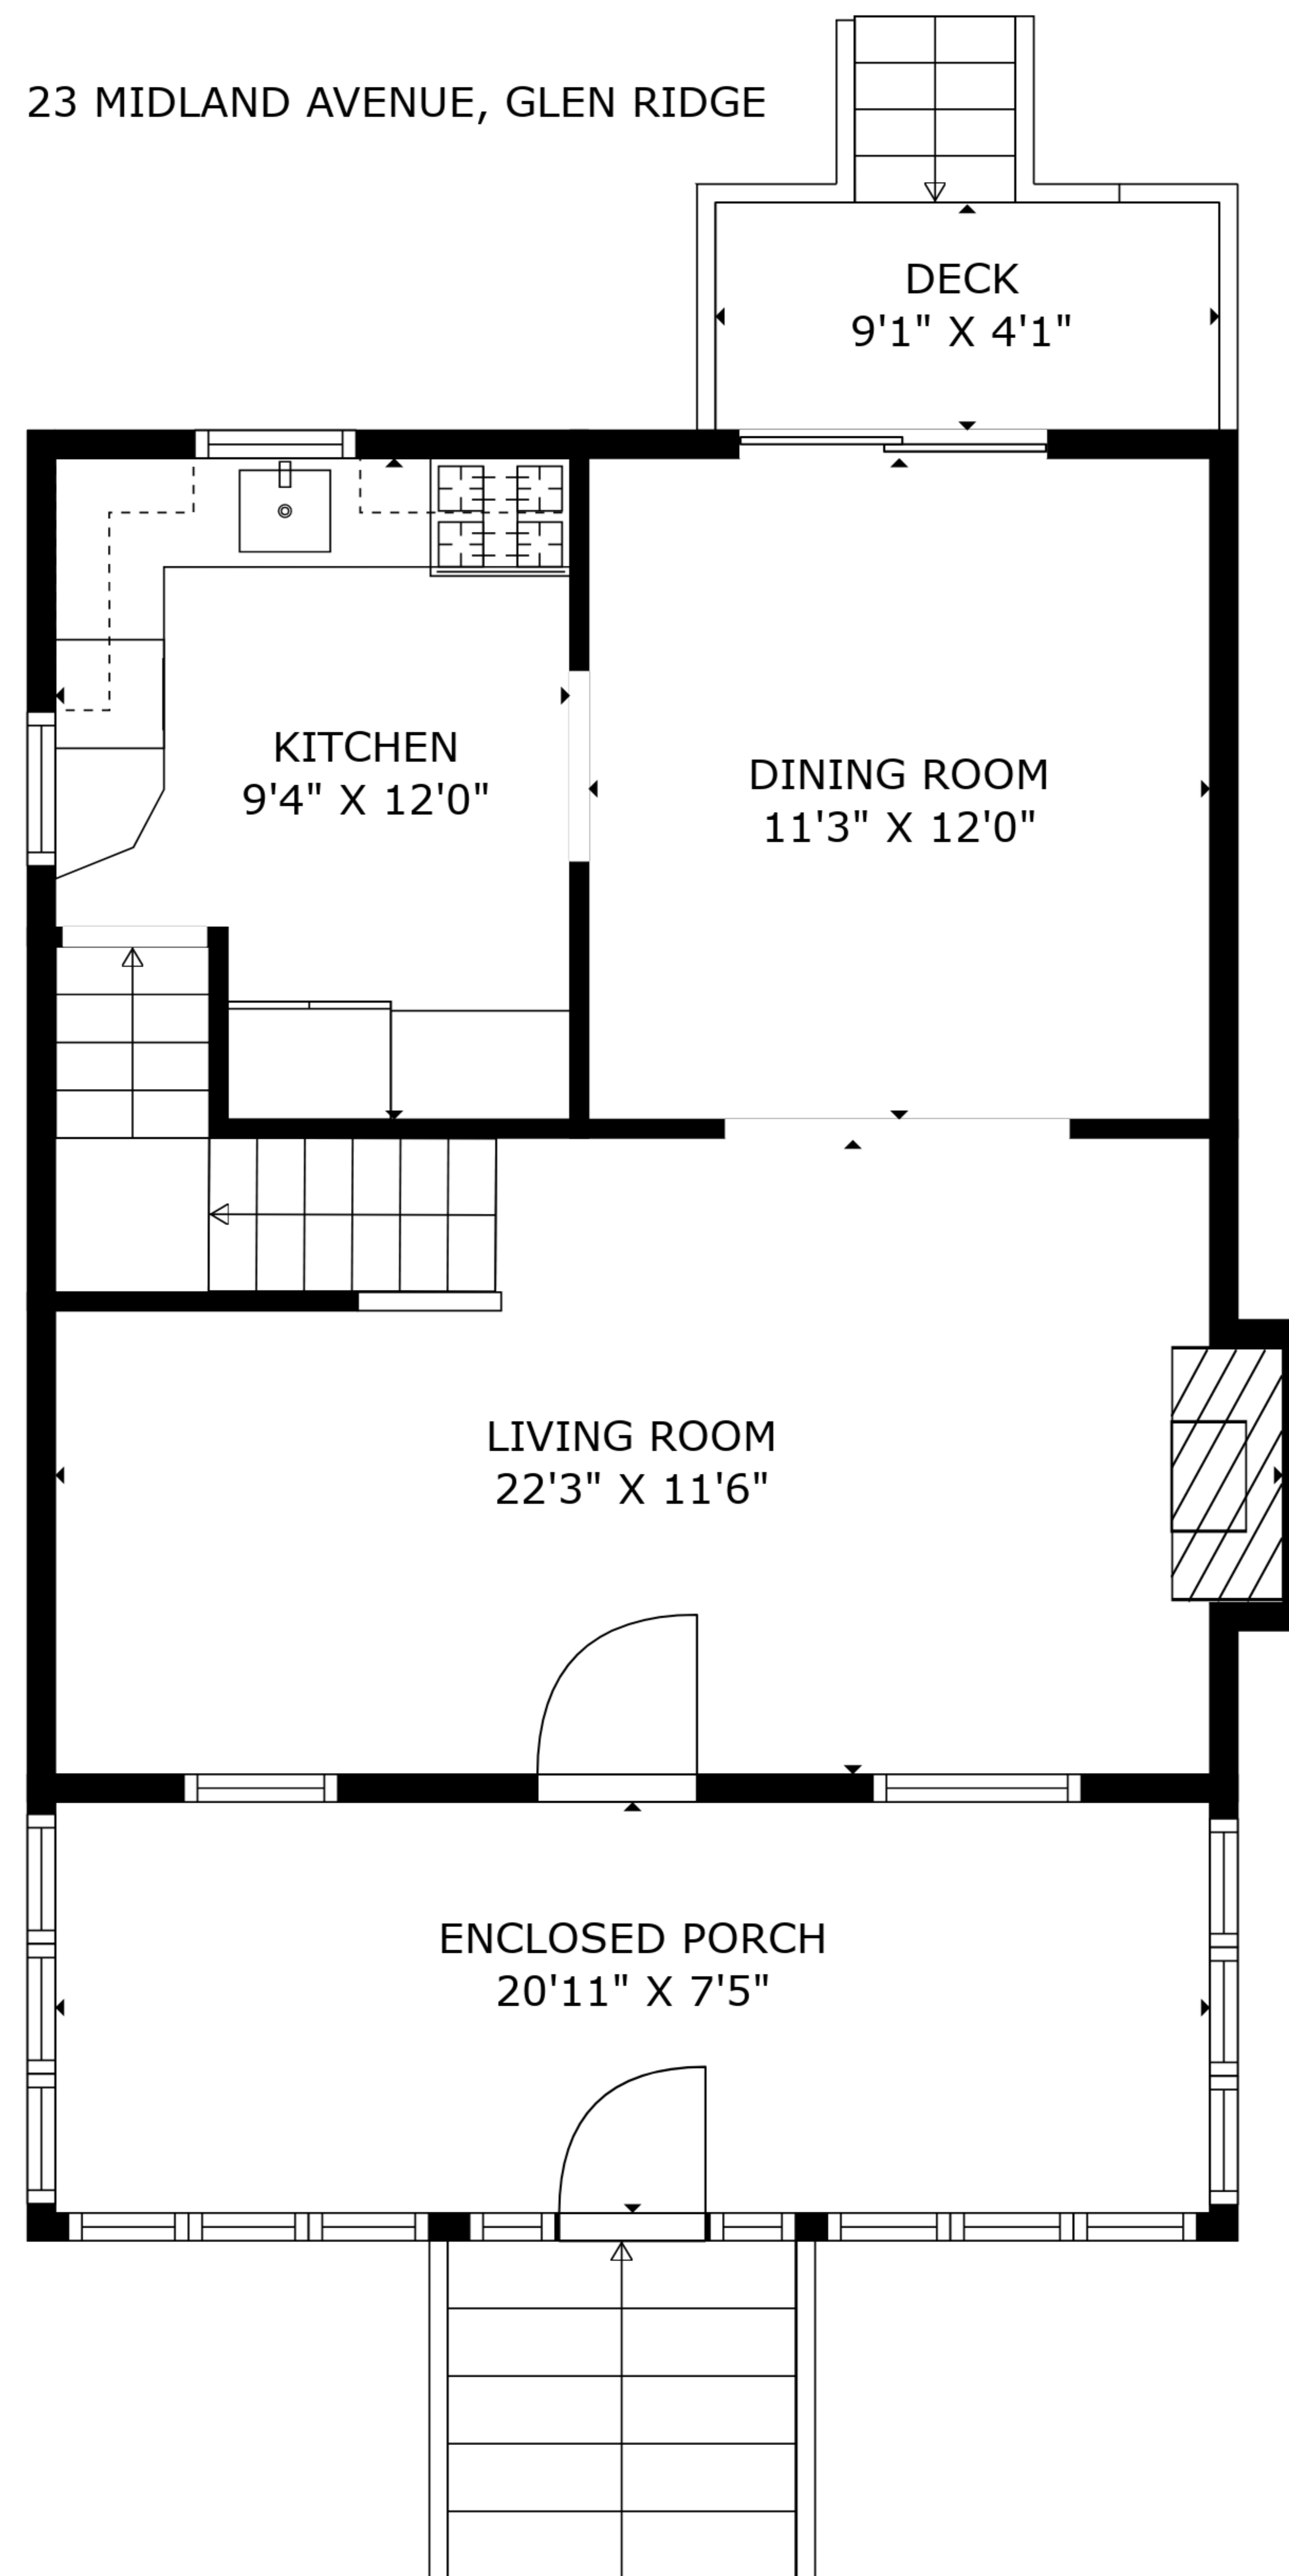 23 MIDLAND AVENUE, GLEN RIDGE
DECK
9'1" X 4'1"
KITCHEN
9'4" X 12'0"
DINING ROOM
11'3" X 12'0"
LIVING ROOM
22'3" X 11'6"
ENCLOSED PORCH
20'11" X 7'5"